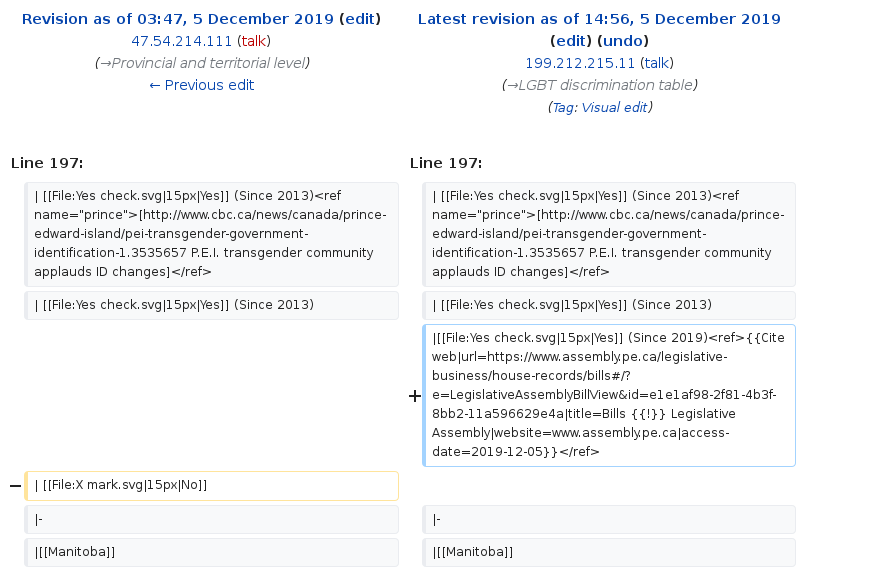 Revision as of 03:47, 5 December 2019 (edit)
47.54.214.111 (talk)
(→Provincial and territorial level)
← Previous edit
Latest revision as of 14:56, 5 December 2019
(edit) (undo)
199.212.215.11 (talk)
(→LGBT discrimination table)
(Tag: Visual edit)
Line 197:
Line 197:
| [[File:Yes check.svg|15px|Yes]] (Since 2013)<ref
name="prince">[http://www.cbc.ca/news/canada/prince-
edward-island/pei-transgender-government-
identification-1.3535657 P.E.I. transgender community
applauds ID changes]</ref>
| [[File:Yes check.svg|15px|Yes]] (Since 2013)<ref
name="prince">[http://www.cbc.ca/news/canada/prince-
edward-island/pei-transgender-government-
identification-1.3535657 P.E.I. transgender community
applauds ID changes]</ref>
| [[File:Yes check.svg|15px|Yes]] (Since 2013)
| [[File:Yes check.svg|15px|Yes]] (Since 2013)
+
|[[File:Yes check.svg|15px|Yes]] (Since 2019)<ref>{{Cite
web|url=https://www.assembly.pe.ca/legislative-
business/house-records/bills#/?
e=LegislativeAssemblyBillView&id=e1e1af98-2f81-4b3f-
8bb2-11a596629e4a|title=Bills {{!}} Legislative
Assembly|website=www.assembly.pe.ca|access-
date=2019-12-05}}</ref>
−
| [[File:X mark.svg|15px|No]]
|-
|-
|[[Manitoba]]
|[[Manitoba]]